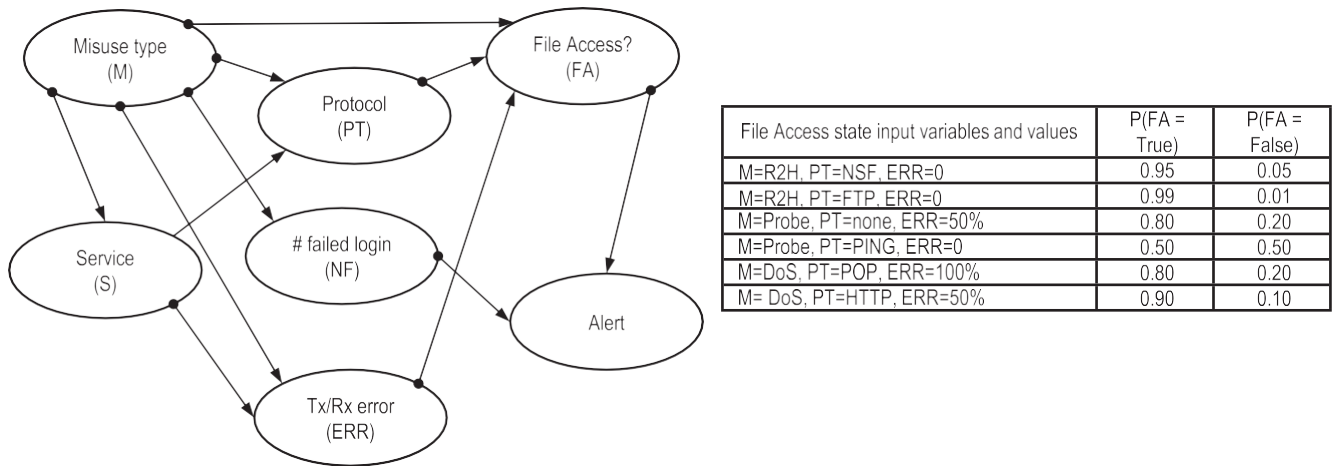 Misuse type
(M)
File Access?
(FA)
Protocol
(PT)
Service
(S)
# failed login
(NF)
Alert
Tx/Rx error
(ERR)
File Access state input variables and values
P(FA =
True)
P(FA =
False)
M=R2H, PT=NSF, ERR=0 0.95 0.05
M=R2H, PT=FTP, ERR=0 0.99 0.01
M=Probe, PT=none, ERR=50% 0.80 0.20
M=Probe, PT=PING, ERR=0 0.50 0.50
M=DoS, PT=POP, ERR=100% 0.80 0.20
M= DoS, PT=HTTP, ERR=50% 0.90 0.10